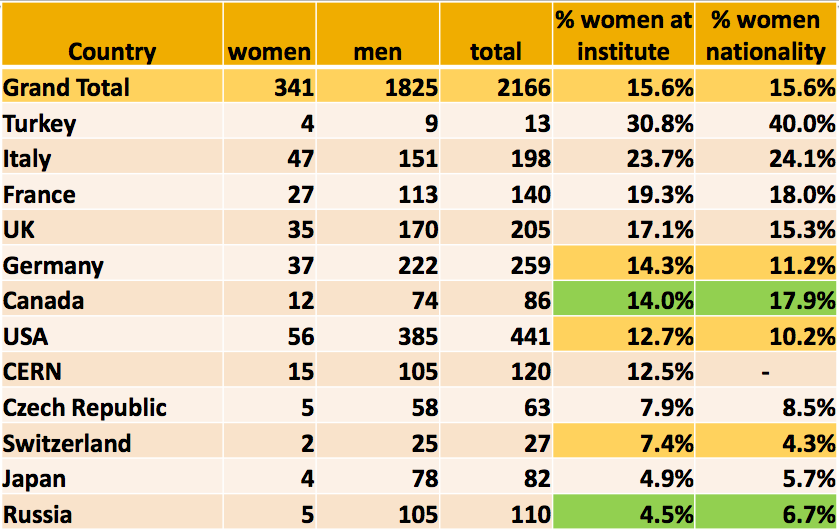 Country women men total % women at institute % women nationality
Grand Total 341 1825 2166 15.6% 15.6%
Turkey 4 9 13 30.8% 40.0%
Italy 47 151 198 23.7% 24.1%
France 27 113 140 19.3% 18.0%
UK 35 170 205 17.1% 15.3%
Germany 37 222 259 14.3% 11.2%
Canada 12 74 86 14.0% 17.9%
USA 56 385 441 12.7% 10.2%
CERN 15 105 120 12.5% -
Czech Republic 5 58 63 7.9% 8.5%
Switzerland 2 25 27 7.4% 4.3%
Japan 4 78 82 4.9% 5.7%
Russia 5 105 110 4.5% 6.7%